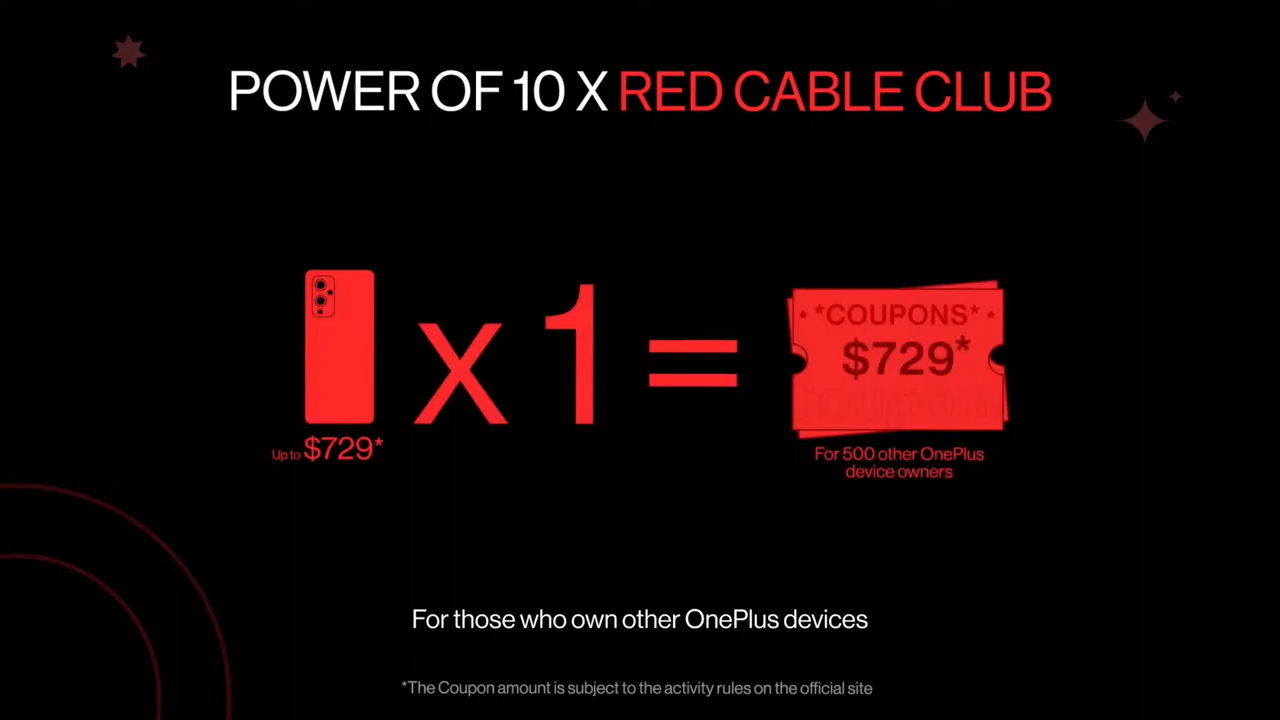 POWER OF 10 X RED CABLE CLUB
x 1 =
*COUPONS*
$729*
Up to $729*
For 500 other OnePlus
device owners
For those who own other OnePlus devices
*The Coupon amount is subject to the activity rules on the official site